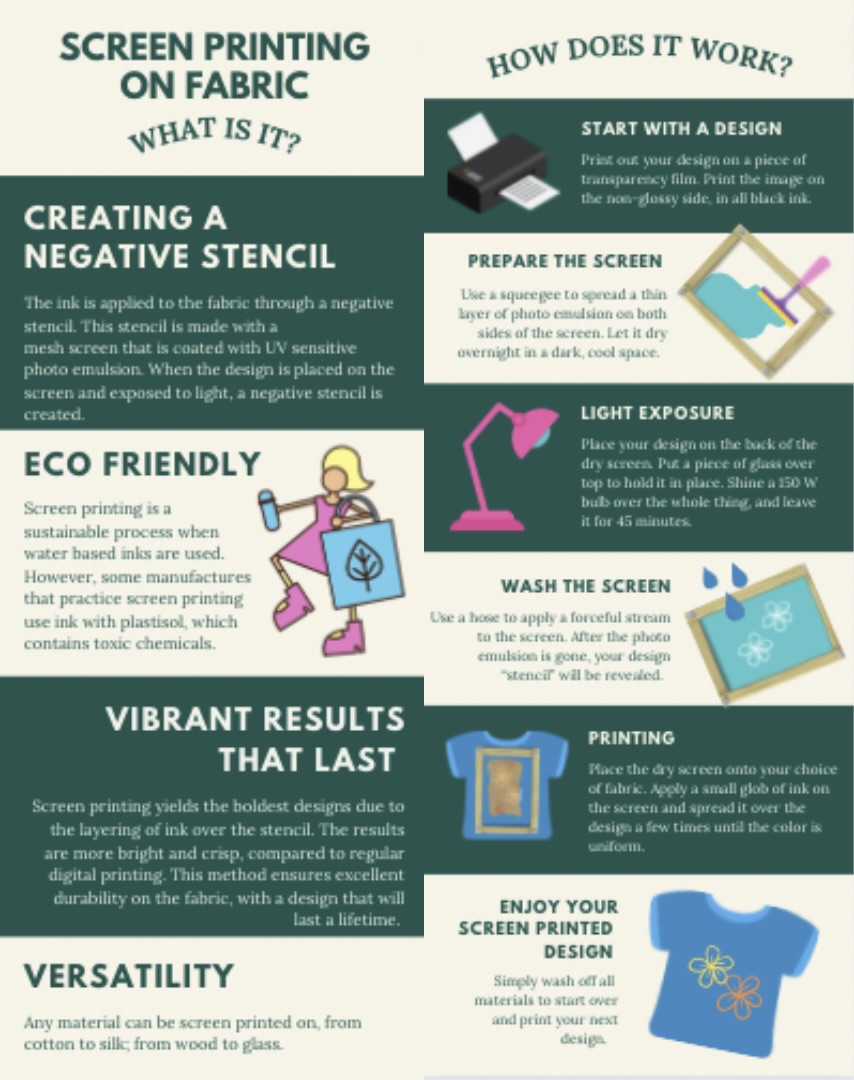 SCREEN PRINTING
ON FABRIC
WHAT IS IT?
CREATING A
NEGATIVE STENCIL
The ink is applied to the fabric through a negative
stencil. This stencil is made with a
mesh screen that is coated with UV sensitive
photo emulsion. When the design is placed on the
screen and exposed to light, a negative stencil is
created.
ECO FRIENDLY
Screen printing is a
sustainable process when
water based inks are used.
However, some manufactures
that practice screen printing
use ink with plastisol, which
contains toxic chemicals.
VIBRANT RESULTS
THAT LAST
Screen printing yields the boldest designs due to
the layering of ink over the stencil. The results
are more bright and crisp, compared to regular
digital printing. This method ensures excellent
durability on the fabric, with a design that will
last a lifetime.
VERSATILITY
Any material can be screen printed on, from
cotton to silk; from wood to glass.
HOW DOES IT WORK?
START WITH A DESIGN
Print out your design on a piece of
transparency film. Print the image on
the non-glossy side, in all black ink.
PREPARE THE SCREEN
Use a squeegee to spread a thin
layer of photo emulsion on both
sides of the screen. Let it dry
overnight in a dark, cool space.
LIGHT EXPOSURE
Place your design on the back of the
dry screen. Put a piece of glass over
top to hold it in place. Shine a 150 W
bulb over the whole thing, and leave
it for 45 minutes.
WASH THE SCREEN
Use a hose to apply a forceful stream
to the screen. After the photo
emulsion is gone, your design
"stencil" will be revealed.
PRINTING
Place the dry screen onto your choice
of fabric. Apply a small glob of ink on
the screen and spread it over the
design a few times until the color is
uniform.
ENJOY YOUR
SCREEN PRINTED
DESIGN
Simply wash off all
materials to start over
and print your next
design.